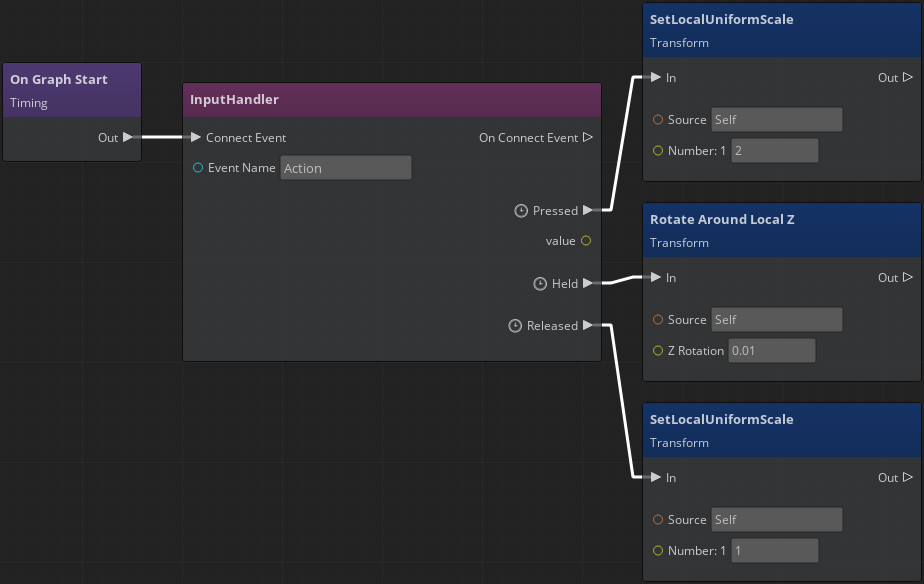 On Graph Start
Timing
Out
InputHandler
Connect Event
On Connect Event
Event Name Action
Pressed
value
Held
Released
SetLocalUniformScale
Transform
In
Out
Source Self
Number: 1 2
Rotate Around Local Z
Transform
In
Out
Source Self
Z Rotation 0.01
SetLocalUniformScale
Transform
In
Out
Source Self
Number: 1 1